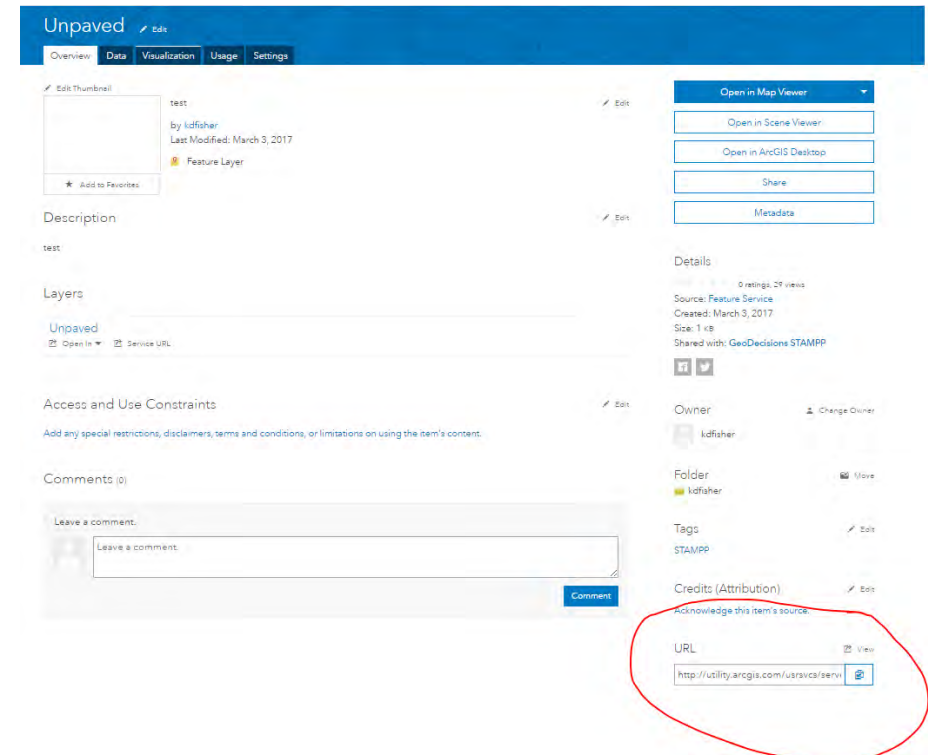 Unpaved Edit
Overview Data Visualization Usage Settings
Edit Thumbnail
test
Edit
by kdfisher
Last Modified: March 3, 2017
Feature Layer
Add to Favorites
Description
Edit
test
Layers
Unpaved
Open In Service URL
Access and Use Constraints
Edit
Add any special restrictions, disclaimers, terms and conditions, or limitations on using the item's content.
Comments (0)
Leave a comment.
Leave a comment.
Comment
Open in Map Viewer
Open in Scene Viewer
Open in ArcGIS Desktop
Share
Metadata
Details
0 ratings, 29 views
Source: Feature Service
Created: March 3, 2017
Size: 1 KB
Shared with: GeoDecisions STAMPP
Owner
Change Owner
kdfisher
Folder
Move
kdfisher
Tags
Edit
STAMPP
Credits (Attribution)
Edit
Acknowledge this item's source.
URL
View
http://utility.arcgis.com/usrsvcs/servi